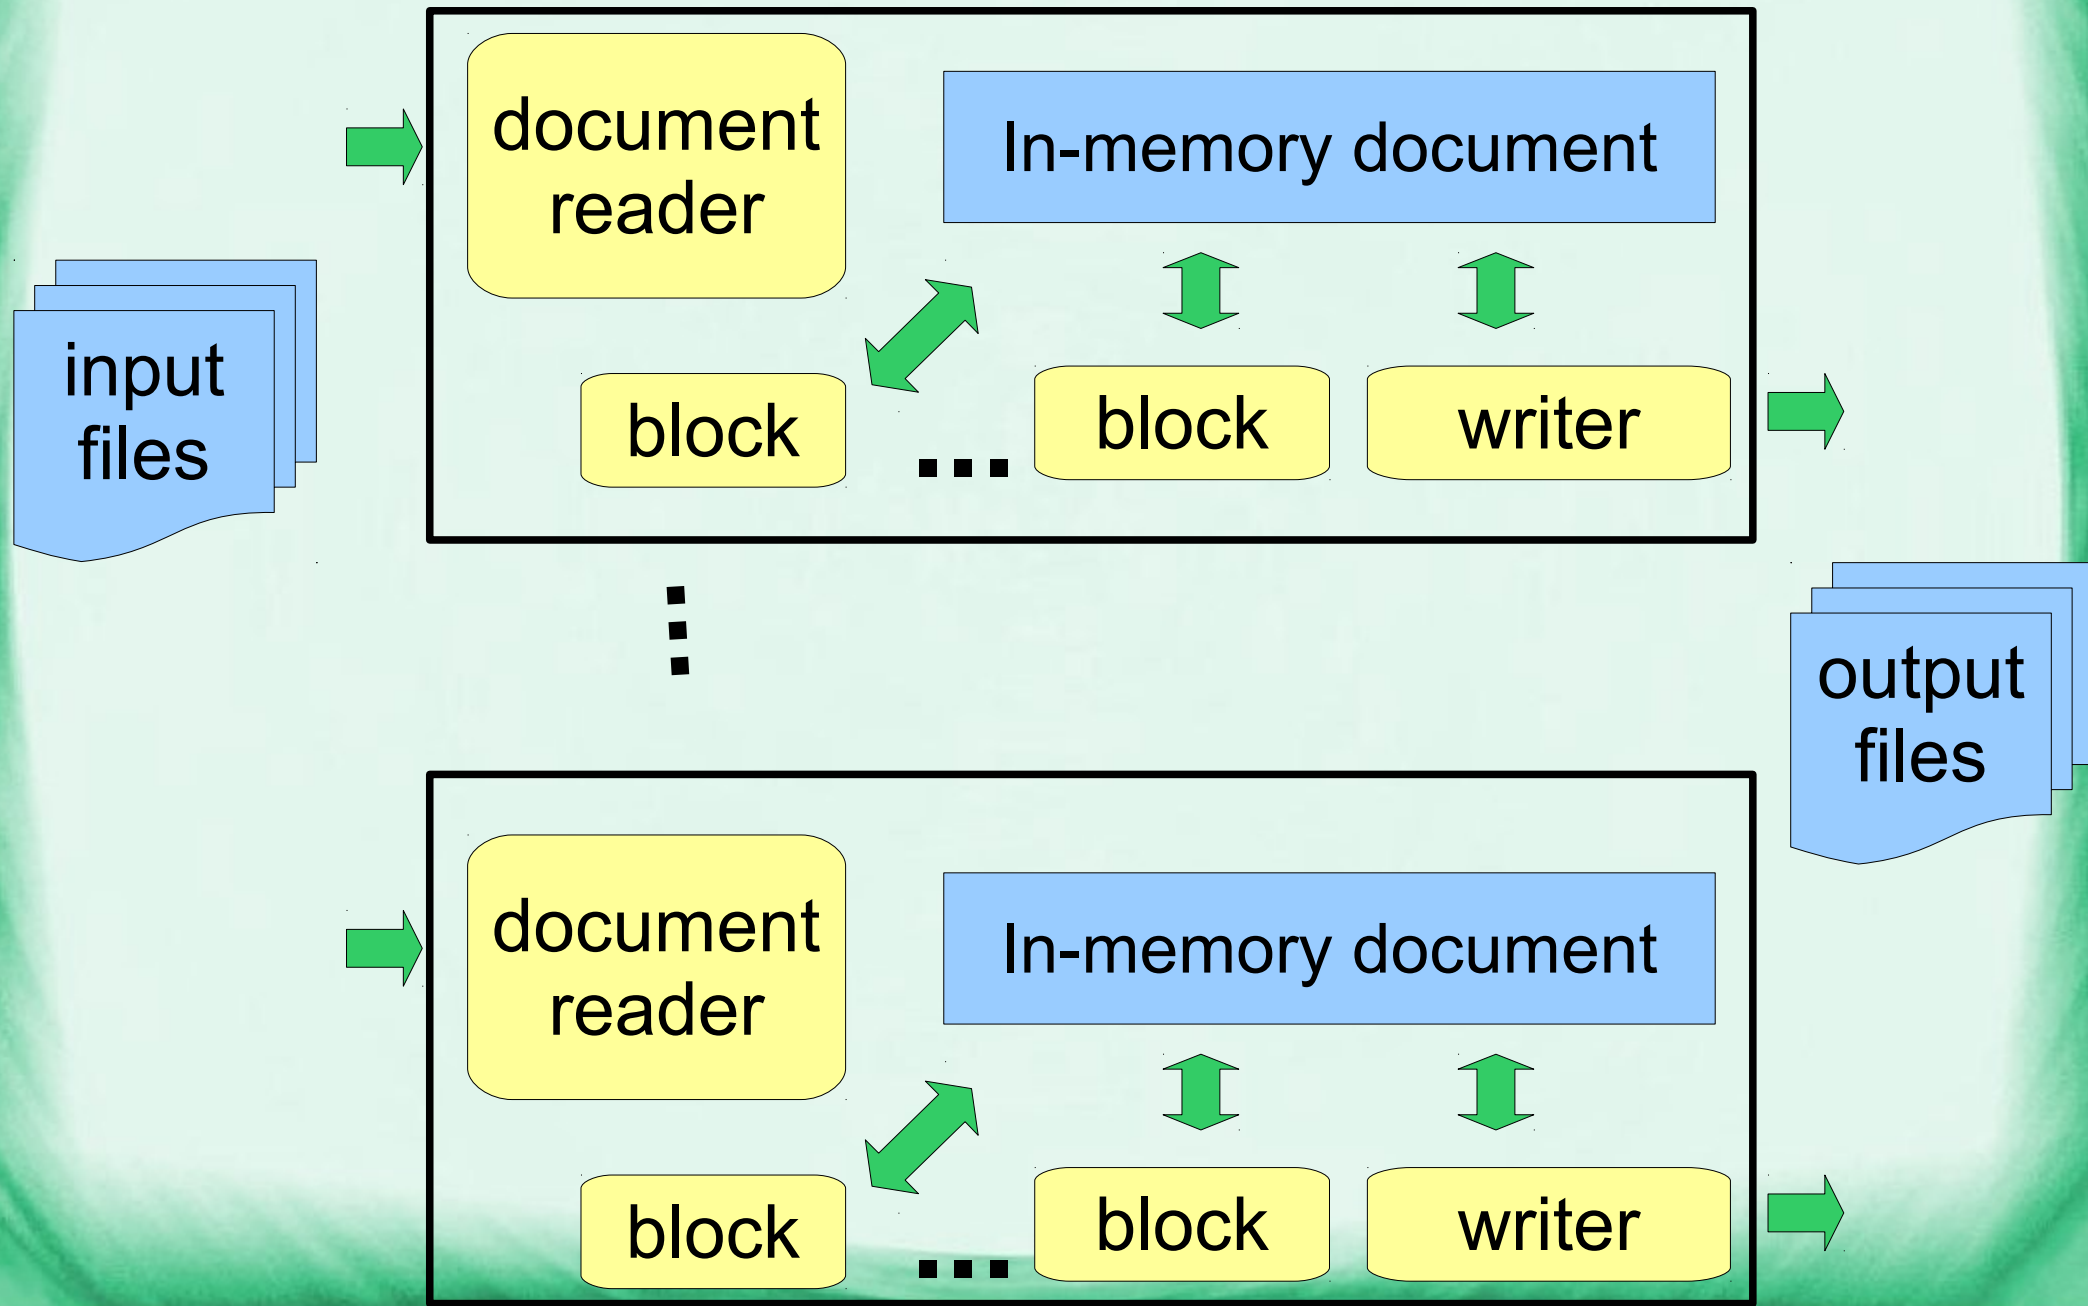 document
reader
In-memory document
input
files
block
...
block
writer
...
output
files
document
reader
In-memory document
block
...
block
writer